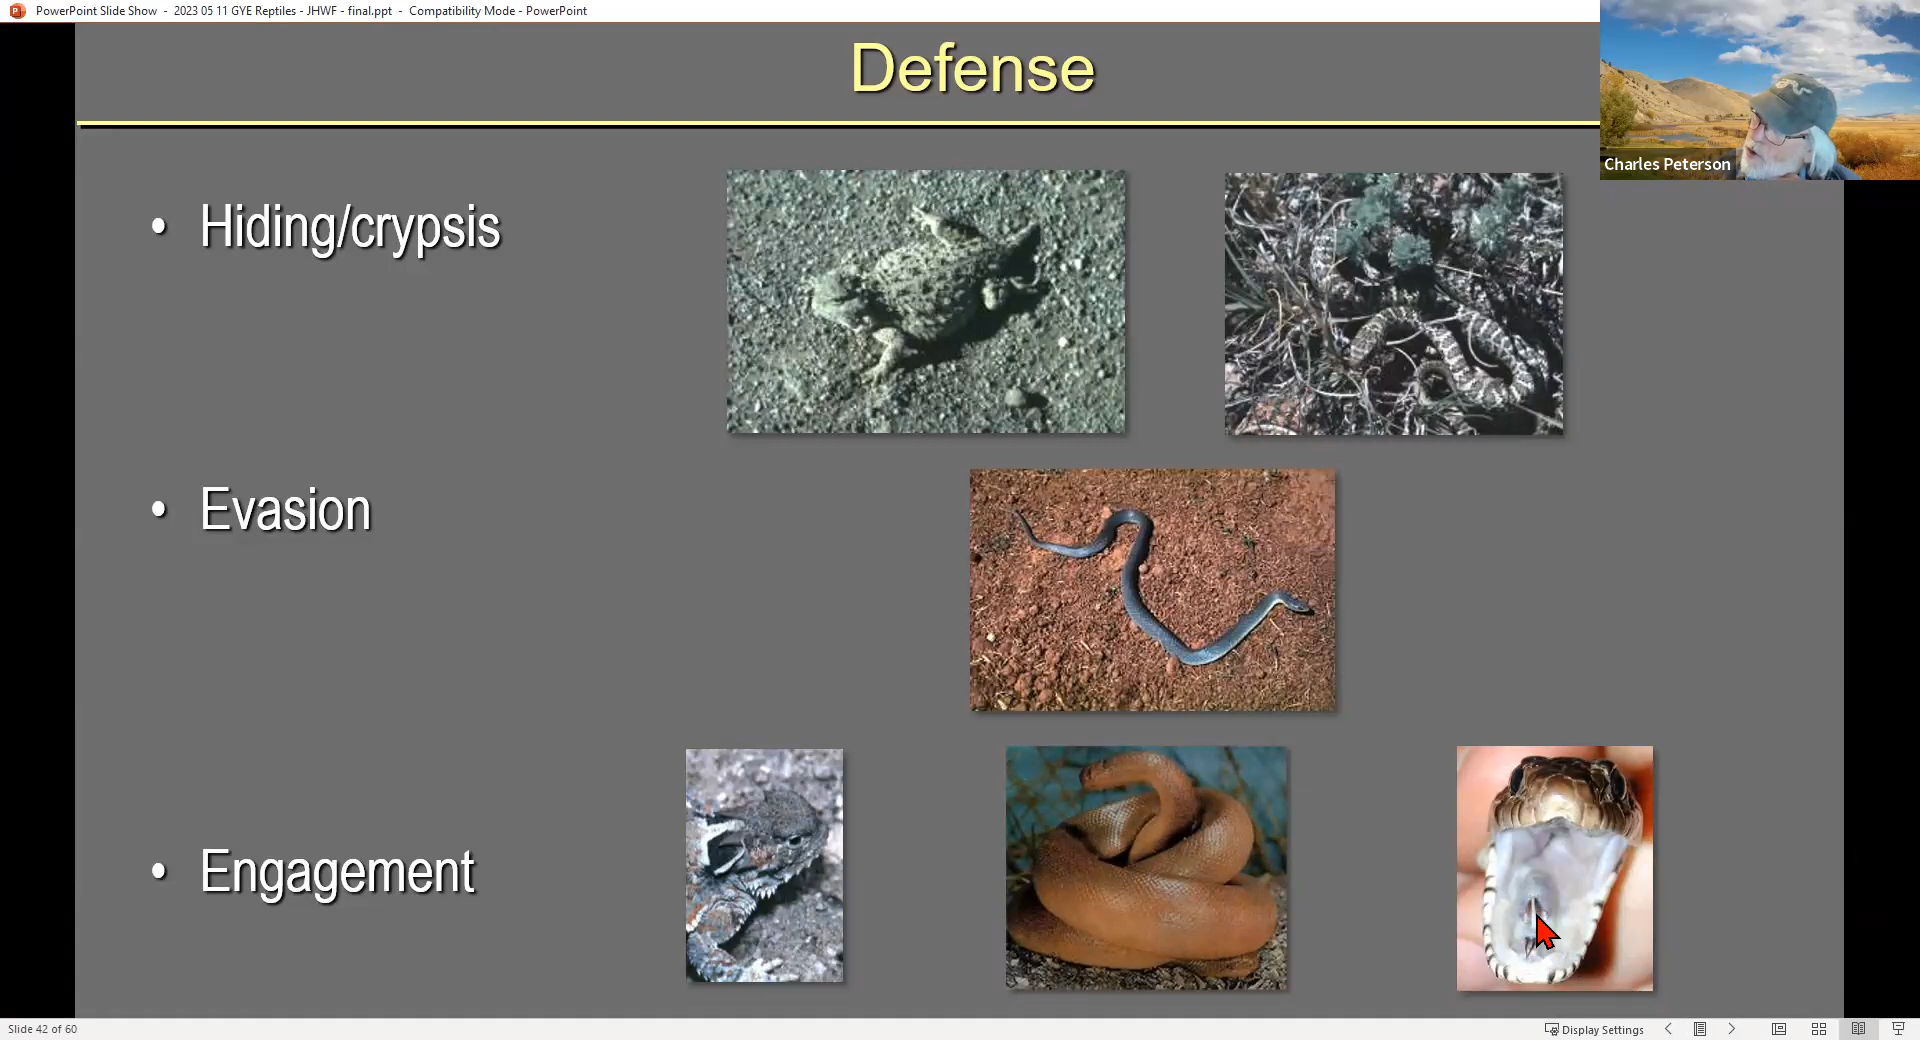 PowerPoint Slide Show - 2023 05 11 GYE Reptiles - JHWF - final.ppt - Compatibility Mode - PowerPoint
Defense
Charles Peterson
• Hiding/crypsis
• Evasion
• Engagement
Slide 42 of 60
Display Settings